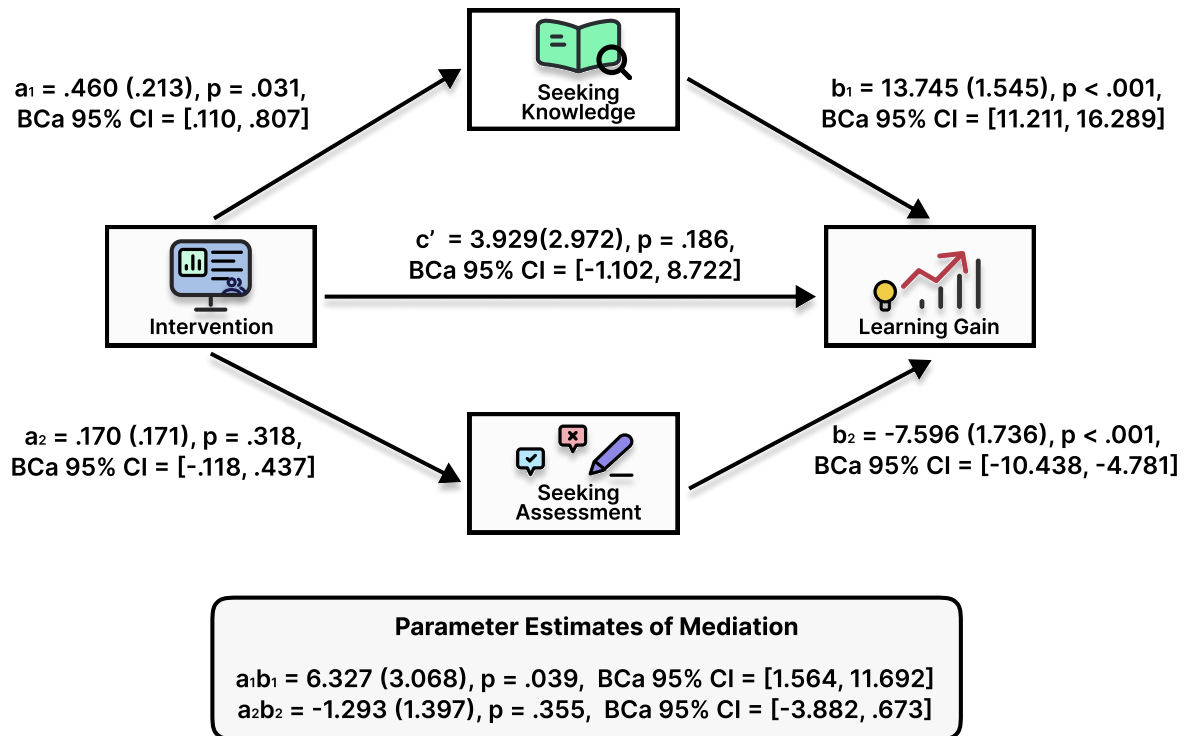 Seeking
Knowledge
a₁ = .460 (.213), p = .031,
BCa 95% CI = [.110, .807]
b₁ = 13.745 (1.545), p < .001,
BCa 95% CI = [11.211, 16.289]
c’ = 3.929(2.972), p = .186,
BCa 95% CI = [-1.102, 8.722]
Intervention
Learning Gain
a₂ = .170 (.171), p = .318,
BCa 95% CI = [-.118, .437]
b₂ = -7.596 (1.736), p < .001,
BCa 95% CI = [-10.438, -4.781]
Seeking
Assessment
Parameter Estimates of Mediation
a₁b₁ = 6.327 (3.068), p = .039, BCa 95% CI = [1.564, 11.692]
a₂b₂ = -1.293 (1.397), p = .355, BCa 95% CI = [-3.882, .673]